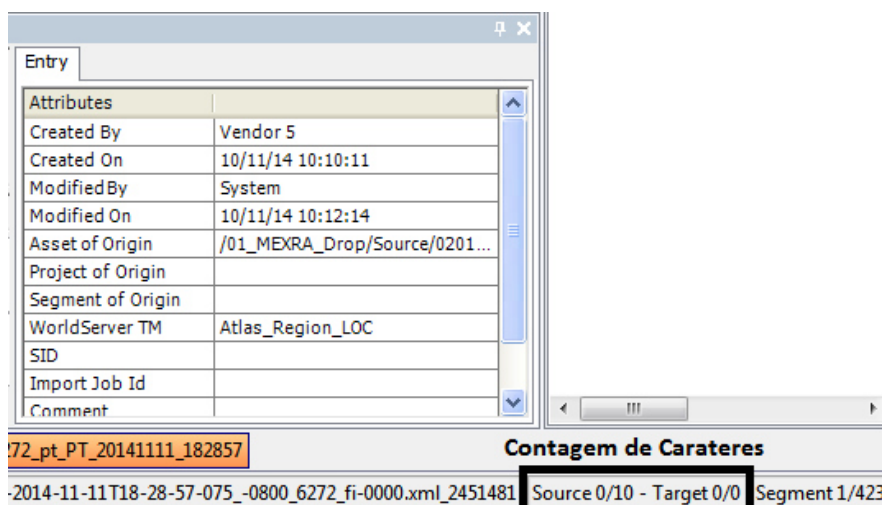 Entry
Attributes
Created By Vendor 5
Created On 10/11/14 10:10:11
ModifiedBy System
Modified On 10/11/14 10:12:14
Asset of Origin /01_MEXRA_Drop/Source/0201...
Project of Origin
Segment of Origin
WorldServer TM Atlas_Region_LOC
SID
Import Job Id
Comment
72_pt_PT_20141111_182857
Contagem de Carateres
-2014-11-11T18-28-57-075_-0800_6272_fi-0000.xml_2451481 Source 0/10 - Target 0/0 Segment 1/423